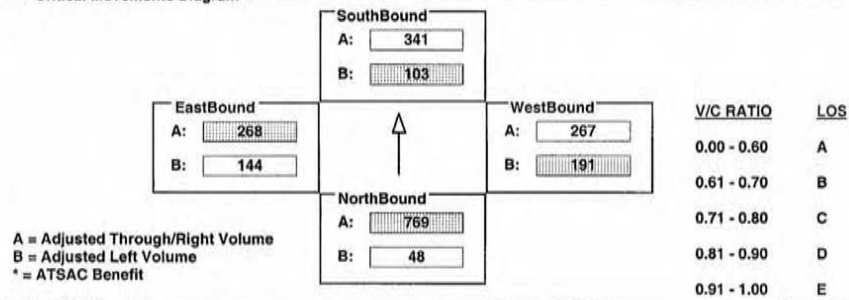 SouthBound
A: 341
B: 103
EastBound
A: 268
B: 144
WestBound
A: 267
B: 191
NorthBound
A: 769
B: 48
A = Adjusted Through/Right Volume
B = Adjusted Left Volume
* = ATSAC Benefit
V/C RATIO LOS
0.00 - 0.60 A
0.61 - 0.70 B
0.71 - 0.80 C
0.81 - 0.90 D
0.91 - 1.00 E